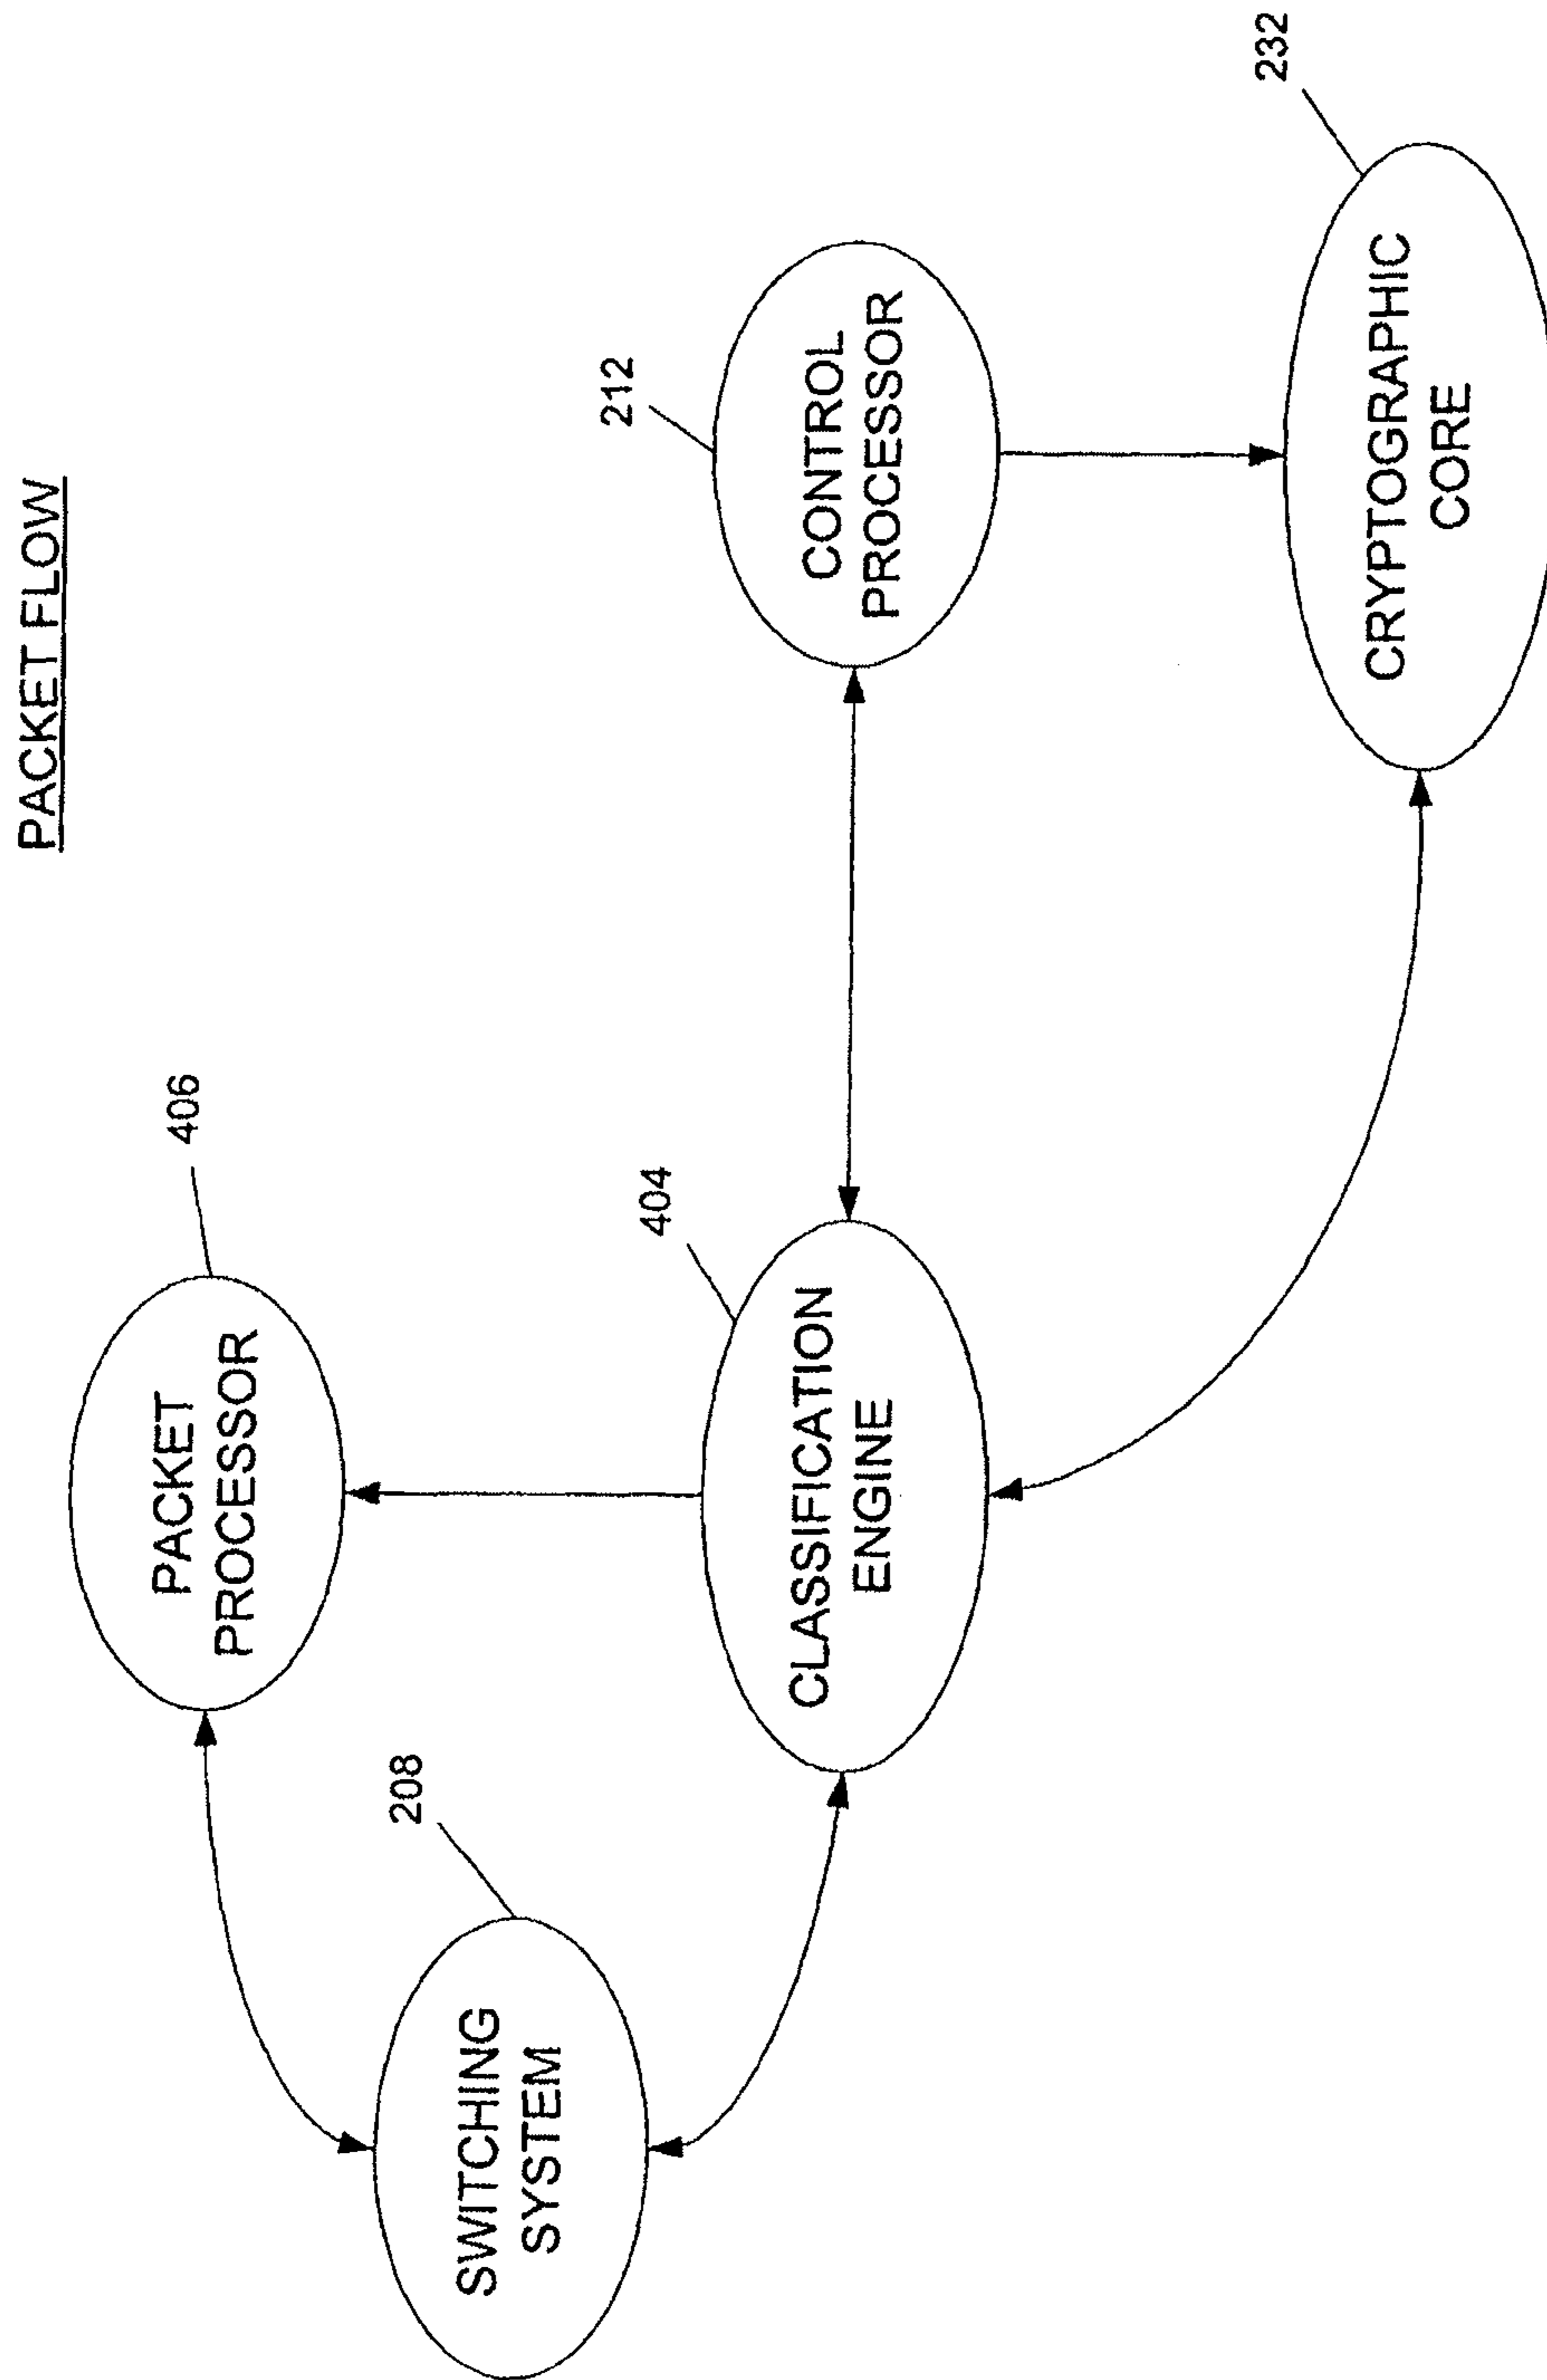 PACKET FLOW
406
PACKET
PROCESSOR
208
SWITCHING
SYSTEM
404
CLASSIFICATION
ENGINE
212
CONTROL
PROCESSOR
232
CRYPTOGRAPHIC
CORE